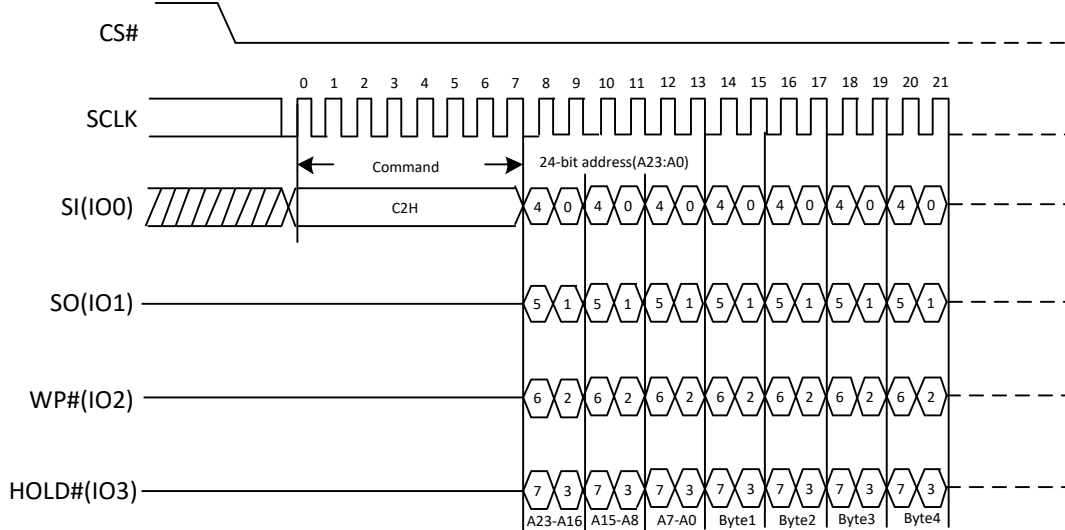 CS#
0 1 2 3 4 5 6 7 8 9 10 11 12 13 14 15 16 17 18 19 20 21
SCLK
Command 24-bit address(A23:A0)
SI(IO0) C2H 4 0 4 0 4 0 4 0 4 0 4 0 4 0
SO(IO1) 5 1 5 1 5 1 5 1 5 1 5 1 5 1
WP#(IO2) 6 2 6 2 6 2 6 2 6 2 6 2 6 2
HOLD#(IO3) 7 3 7 3 7 3 7 3 7 3 7 3 7 3
A23-A16 A15-A8 A7-A0 Byte1 Byte2 Byte3 Byte4